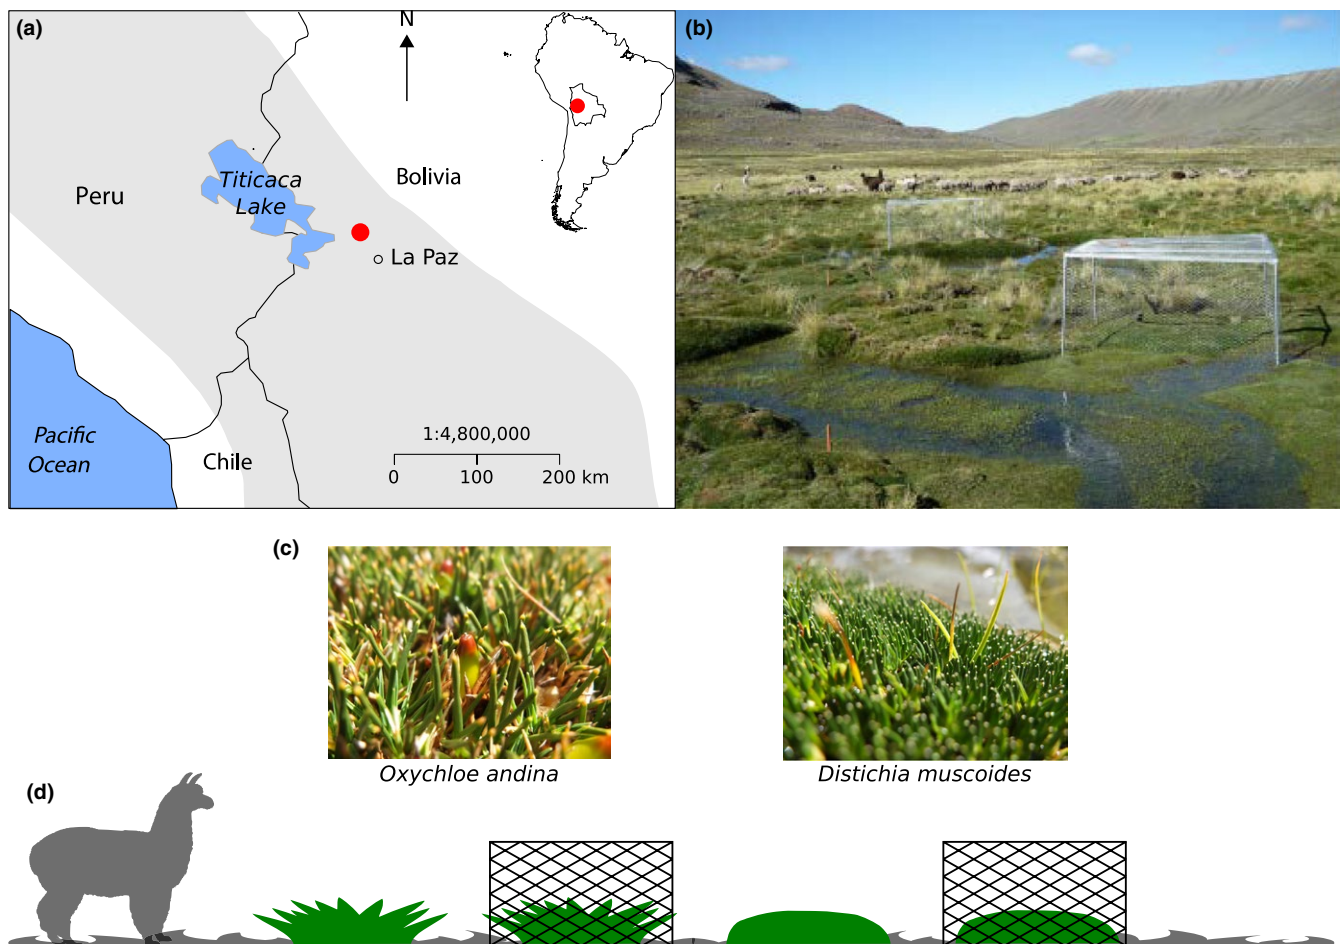 (a)
N
Peru
Titicaca
Lake
Bolivia
La Paz
1:4,800,000
0 100 200 km
Pacific
Ocean
Chile
(b)
(c)
Oxychloe andina
Distichia muscoides
(d)